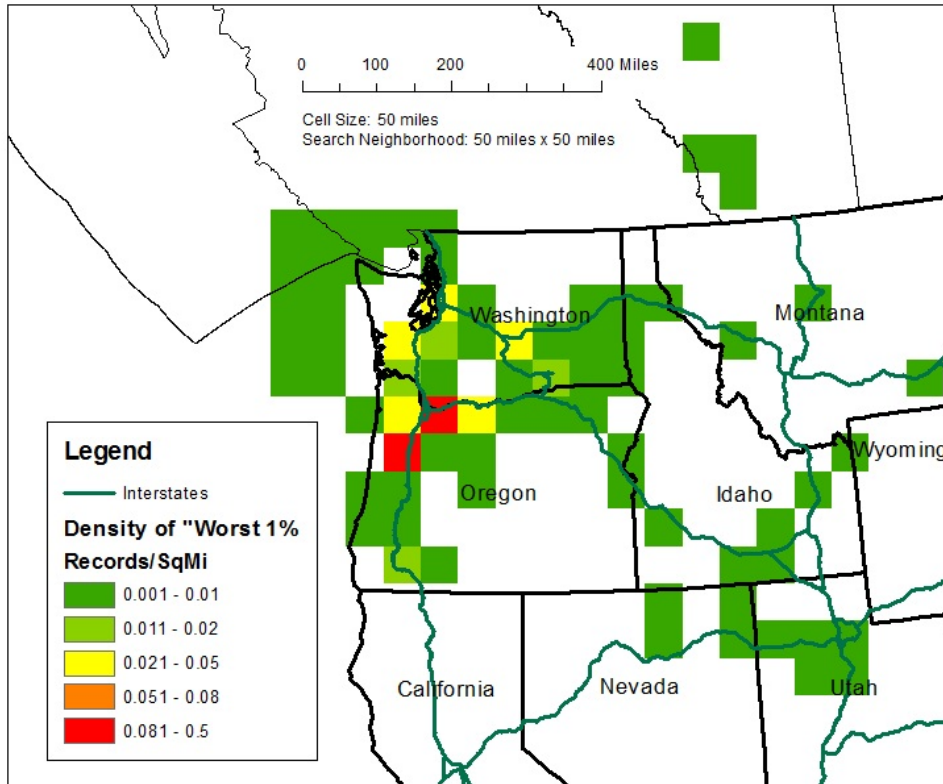 0 100 200 400 Miles
Cell Size: 50 miles
Search Neighborhood: 50 miles x 50 miles
Washington
Montana
Legend
Interstates
Density of "Worst 1%
Records/SqMi
0.001 - 0.01
0.011 - 0.02
0.021 - 0.05
0.051 - 0.08
0.081 - 0.5
Wyoming
Oregon
Idaho
California
Nevada
Utah